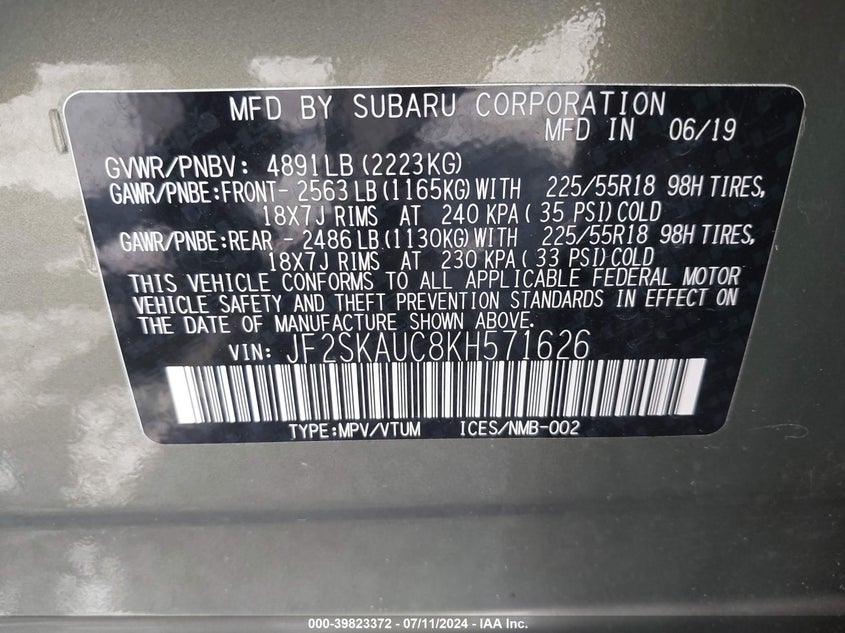 MFD BY SUBARU CORPORATION
MFD IN 06/19
GVWR/PNBV: 4891LB (2223KG)
GAWR/PNBE:FRONT- 2563 LB (1165KG) WITH 225/55R18 98H TIRES,
18X7J RIMS AT 240 KPA ( 35 PSI) COLD
GAWR/PNBE:REAR - 2486 LB (1130KG) WITH 225/55R18 98H TIRES,
18X7J RIMS AT 230 KPA ( 33 PSI) COLD
THIS VEHICLE CONFORMS TO ALL APPLICABLE FEDERAL MOTOR
VEHICLE SAFETY AND THEFT PREVENTION STANDARDS IN EFFECT ON
THE DATE OF MANUFACTURE SHOWN ABOVE.
VIN: JF2SKAUC8KH571626
TYPE:MPV/VTUM ICES/NMB-002
000-39823372 - 07/11/2024 - IAA Inc.